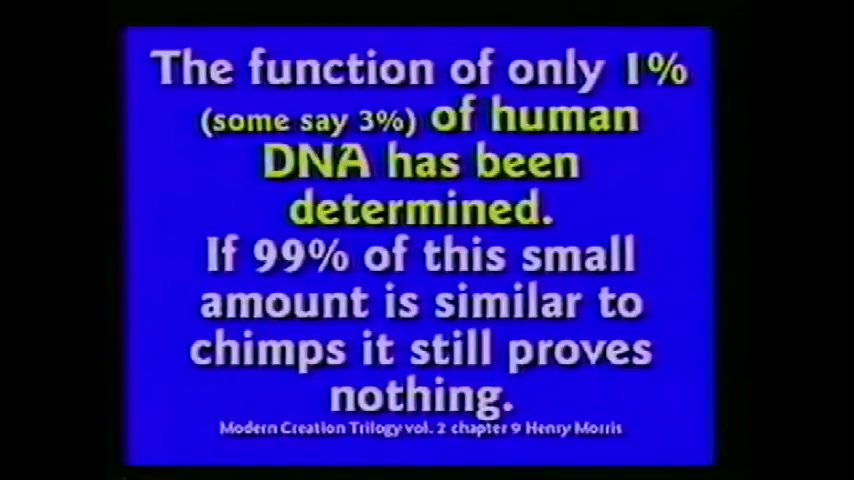 The function of only 1%
(some say 3%) of human
DNA has been
determined.
If 99% of this small
amount is similar to
chimps it still proves
nothing.
Modern Creation Trilogy vol. 2 chapter 9 Henry Morris